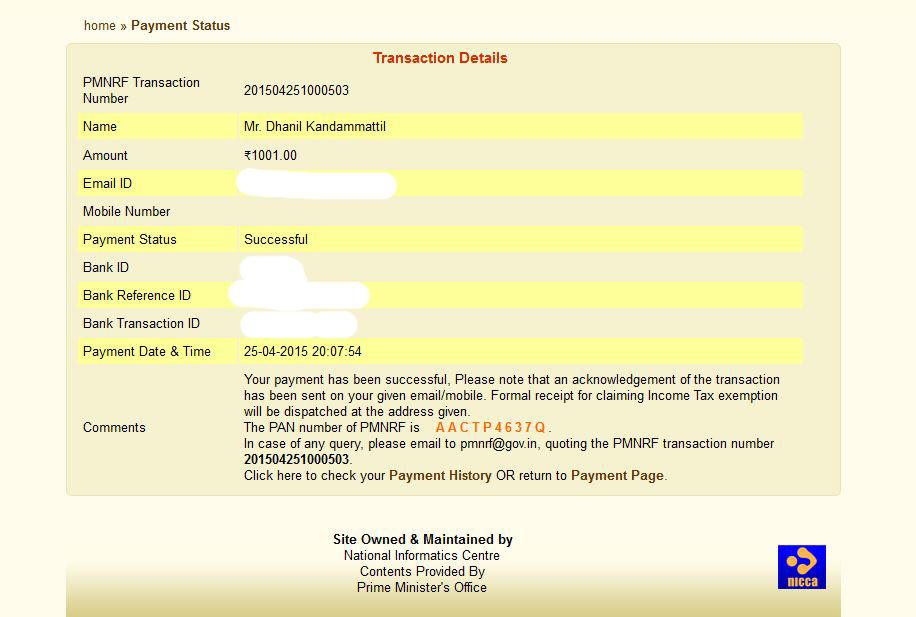 home » Payment Status
Transaction Details
PMNRF Transaction
Number
201504251000503
Name Mr. Dhanil Kandammattil
Amount ₹1001.00
Email ID
Mobile Number
Payment Status Successful
Bank ID
Bank Reference ID
Bank Transaction ID
Payment Date & Time 25-04-2015 20:07:54
Comments
Your payment has been successful, Please note that an acknowledgement of the transaction
has been sent on your given email/mobile. Formal receipt for claiming Income Tax exemption
will be dispatched at the address given.
The PAN number of PMNRF is A A C T P 4 6 3 7 Q .
In case of any query, please email to pmnrf@gov.in, quoting the PMNRF transaction number
201504251000503.
Click here to check your Payment History OR return to Payment Page.
Site Owned & Maintained by
National Informatics Centre
Contents Provided By
Prime Minister's Office
nicca